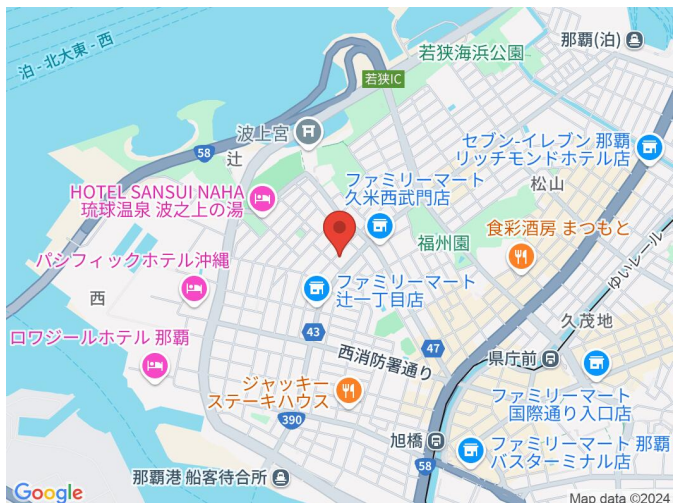 泊 - 北大東 - 西
若狭海浜公園
那覇(泊)
若狭IC
波上宮
58
辻
セブン-イレブン 那覇
リッチモンドホテル店
松山
HOTEL SANSUI NAHA
琉球温泉 波之上の湯
ファミリーマート
久米西武門店
福州園
食彩酒房 まつもと
ゆいレール
パシフィックホテル沖縄
西
ファミリーマート
辻一丁目店
久茂地
43
47
ロワジールホテル 那覇
西消防署通り
県庁前
ジャッキー
ステーキハウス
ファミリーマート
国際通り入口店
390
旭橋
ファミリーマート 那覇
バスターミナル店
58
那覇港 船客待合所
Google
Map data ©2024